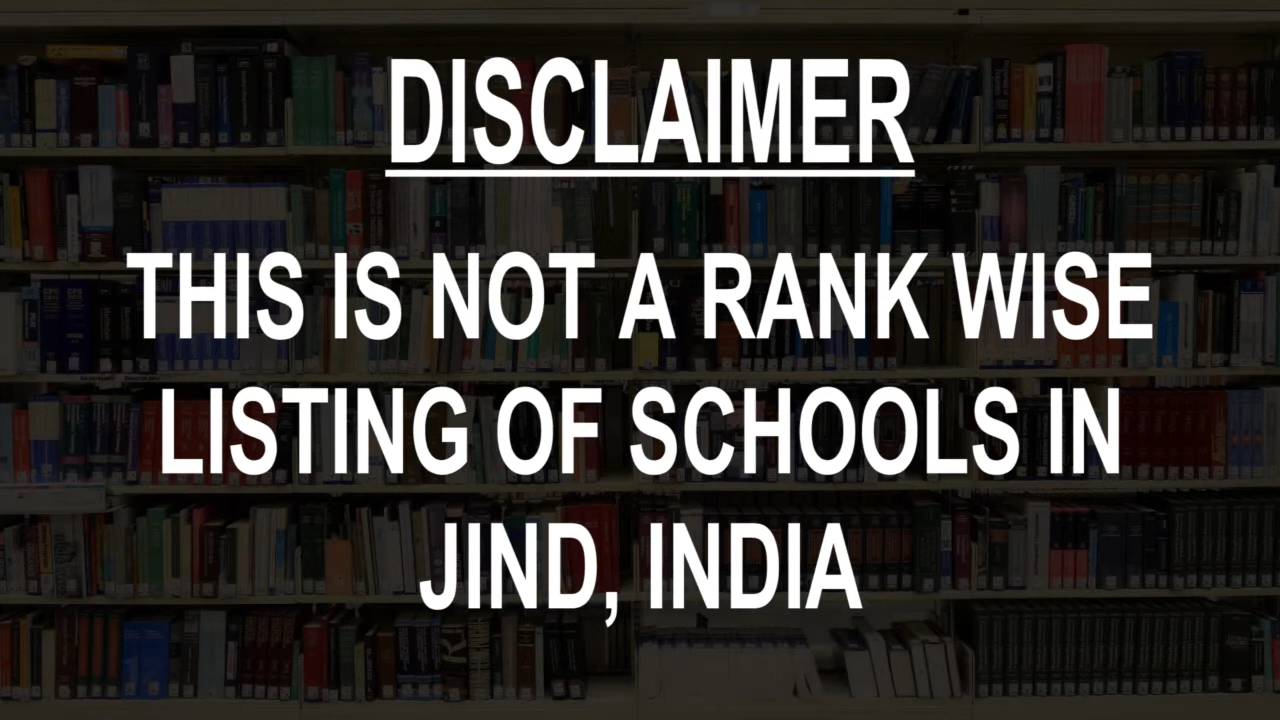 DISCLAIMER
THIS IS NOT A RANK WISE
LISTING OF SCHOOLS IN
JIND, INDIA